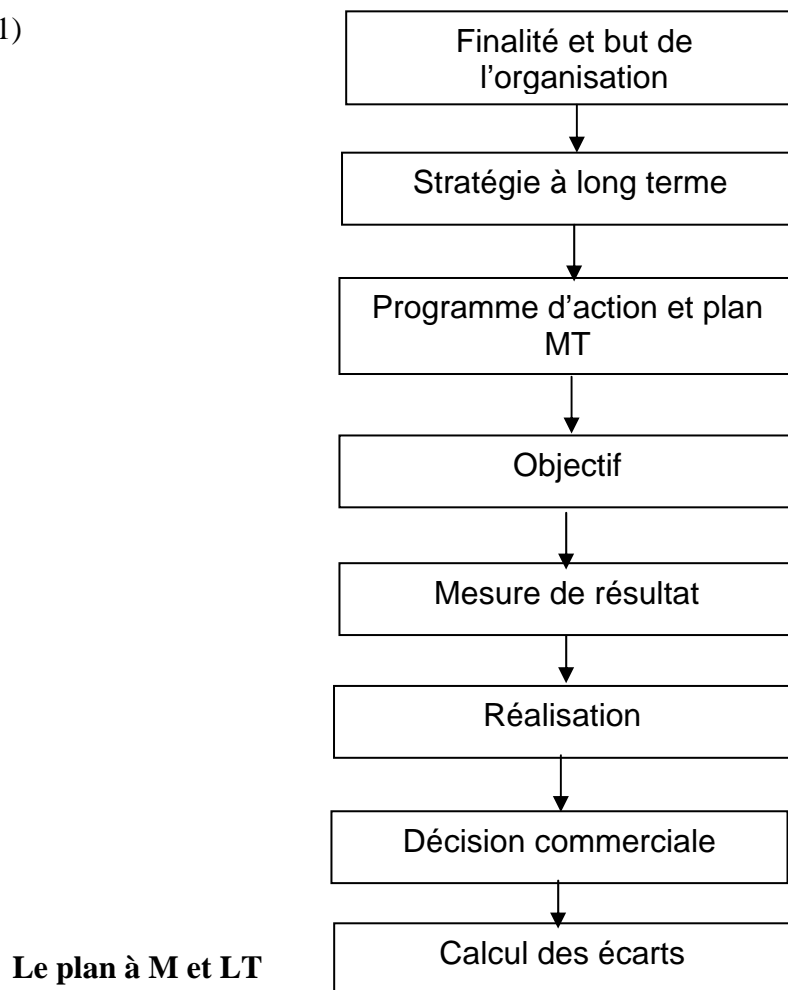 1)
Finalité et but de
l’organisation
Stratégie à long terme
Programme d’action et plan
MT
Objectif
Mesure de résultat
Réalisation
Décision commerciale
Calcul des écarts
Le plan à M et LT